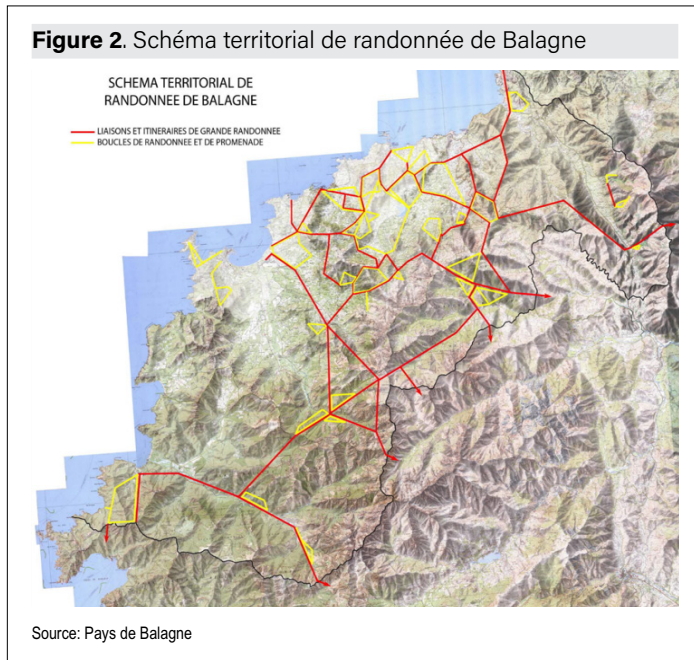 Figure 2. Schéma territorial de randonnée de Balagne
SCHEMA TERRITORIAL DE
RANDONNEE DE BALAGNE
LIAISONS ET ITINERAIRES DE GRANDE RANDONNEE
BOUCLES DE RANDONNEE ET DE PROMENADE
Source: Pays de Balagne